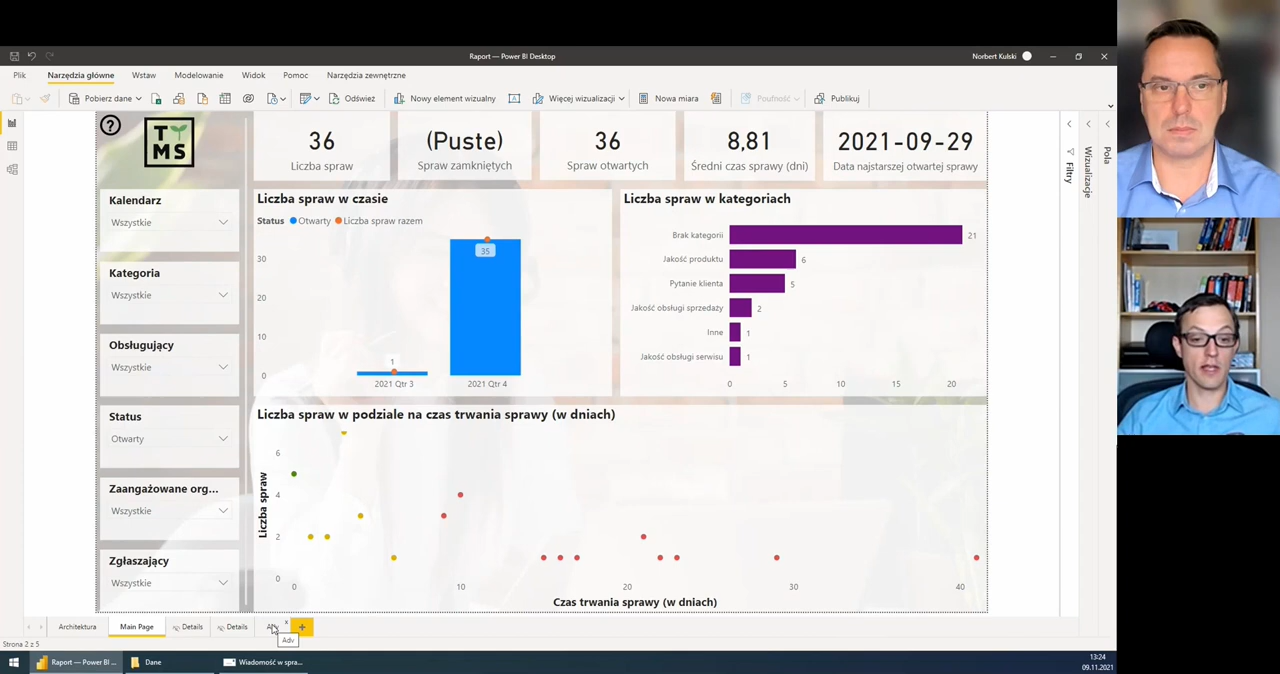 Raport — Power BI Desktop
Norbert Kulski
Plik
Narzędzia główne
Wstaw
Modelowanie
Widok
Pomoc
Narzędzia zewnętrzne
Pobierz dane
Odśwież
Nowy element wizualny
Więcej wizualizacji
Nowa miara
Poufność
Publikuj
?
T MS
36
Liczba spraw
(Puste)
Spraw zamkniętych
36
Spraw otwartych
8,81
Średni czas sprawy (dni)
2021-09-29
Data najstarszej otwartej sprawy
Filtry
Wizualizacje
Pola
Kalendarz
Wszystkie
Kategoria
Wszystkie
Obsługujący
Wszystkie
Status
Otwarty
Zaangażowane org...
Wszystkie
Zgłaszający
Wszystkie
Liczba spraw w czasie
Status Otwarty Liczba spraw razem
30
20
10
0
1
35
2021 Qtr 3
2021 Qtr 4
Liczba spraw w kategoriach
Brak kategorii 21
Jakość produktu 6
Pytanie klienta 5
Jakość obsługi sprzedaży 2
Inne 1
Jakość obsługi serwisu 1
0 5 10 15 20
Liczba spraw w podziale na czas trwania sprawy (w dniach)
Liczba spraw
6
4
2
0
0 10 20 30 40
Czas trwania sprawy (w dniach)
Architektura
Main Page
Details
Details
x
+
Adv
Strona 2 z 5
Raport — Power BI ...
Dane
Wiadomość w spra...
13:24
09.11.2021